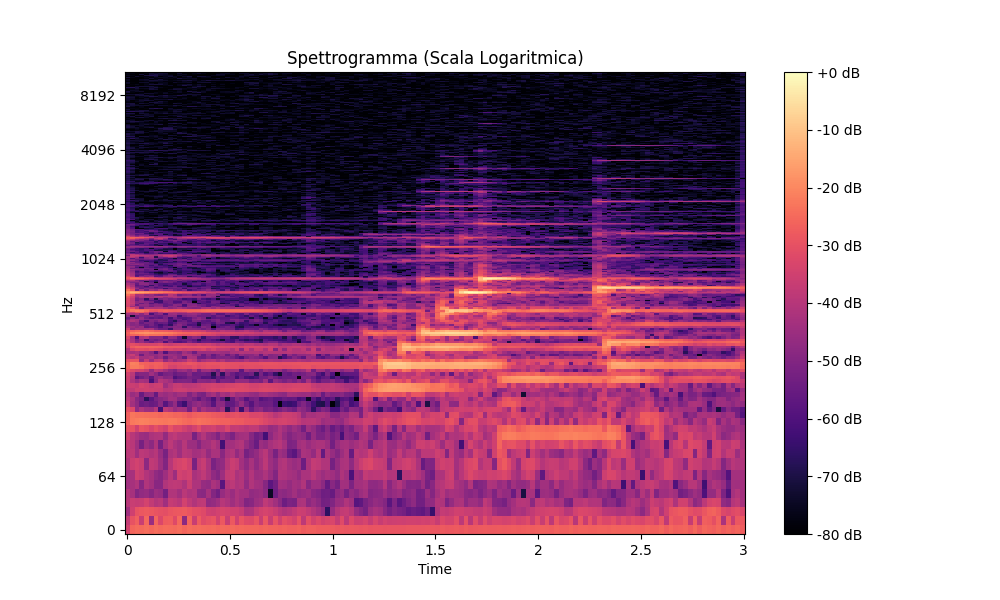 Spettrogramma (Scala Logaritmica)
Hz
8192
4096
2048
1024
512
256
128
64
0
0 0.5 1 1.5 2 2.5 3
Time
+0 dB
-10 dB
-20 dB
-30 dB
-40 dB
-50 dB
-60 dB
-70 dB
-80 dB